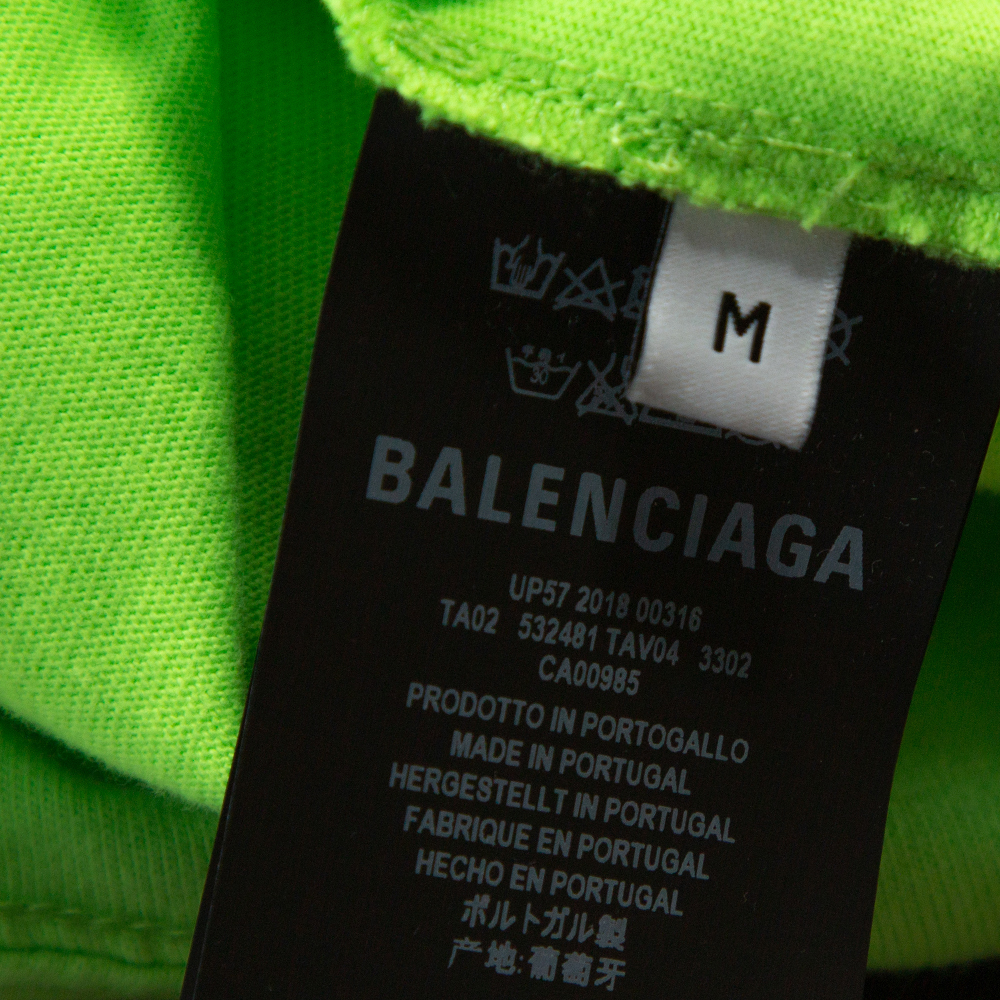 M
30
BALENCIAGA
UP57 2018 00316
TA02 532481 TAV04 3302
CA00985
PRODOTTO IN PORTOGALLO
MADE IN PORTUGAL
HERGESTELLT IN PORTUGAL
FABRIQUE EN PORTUGAL
HECHO EN PORTUGAL
ポルトガル製
产地:葡萄牙